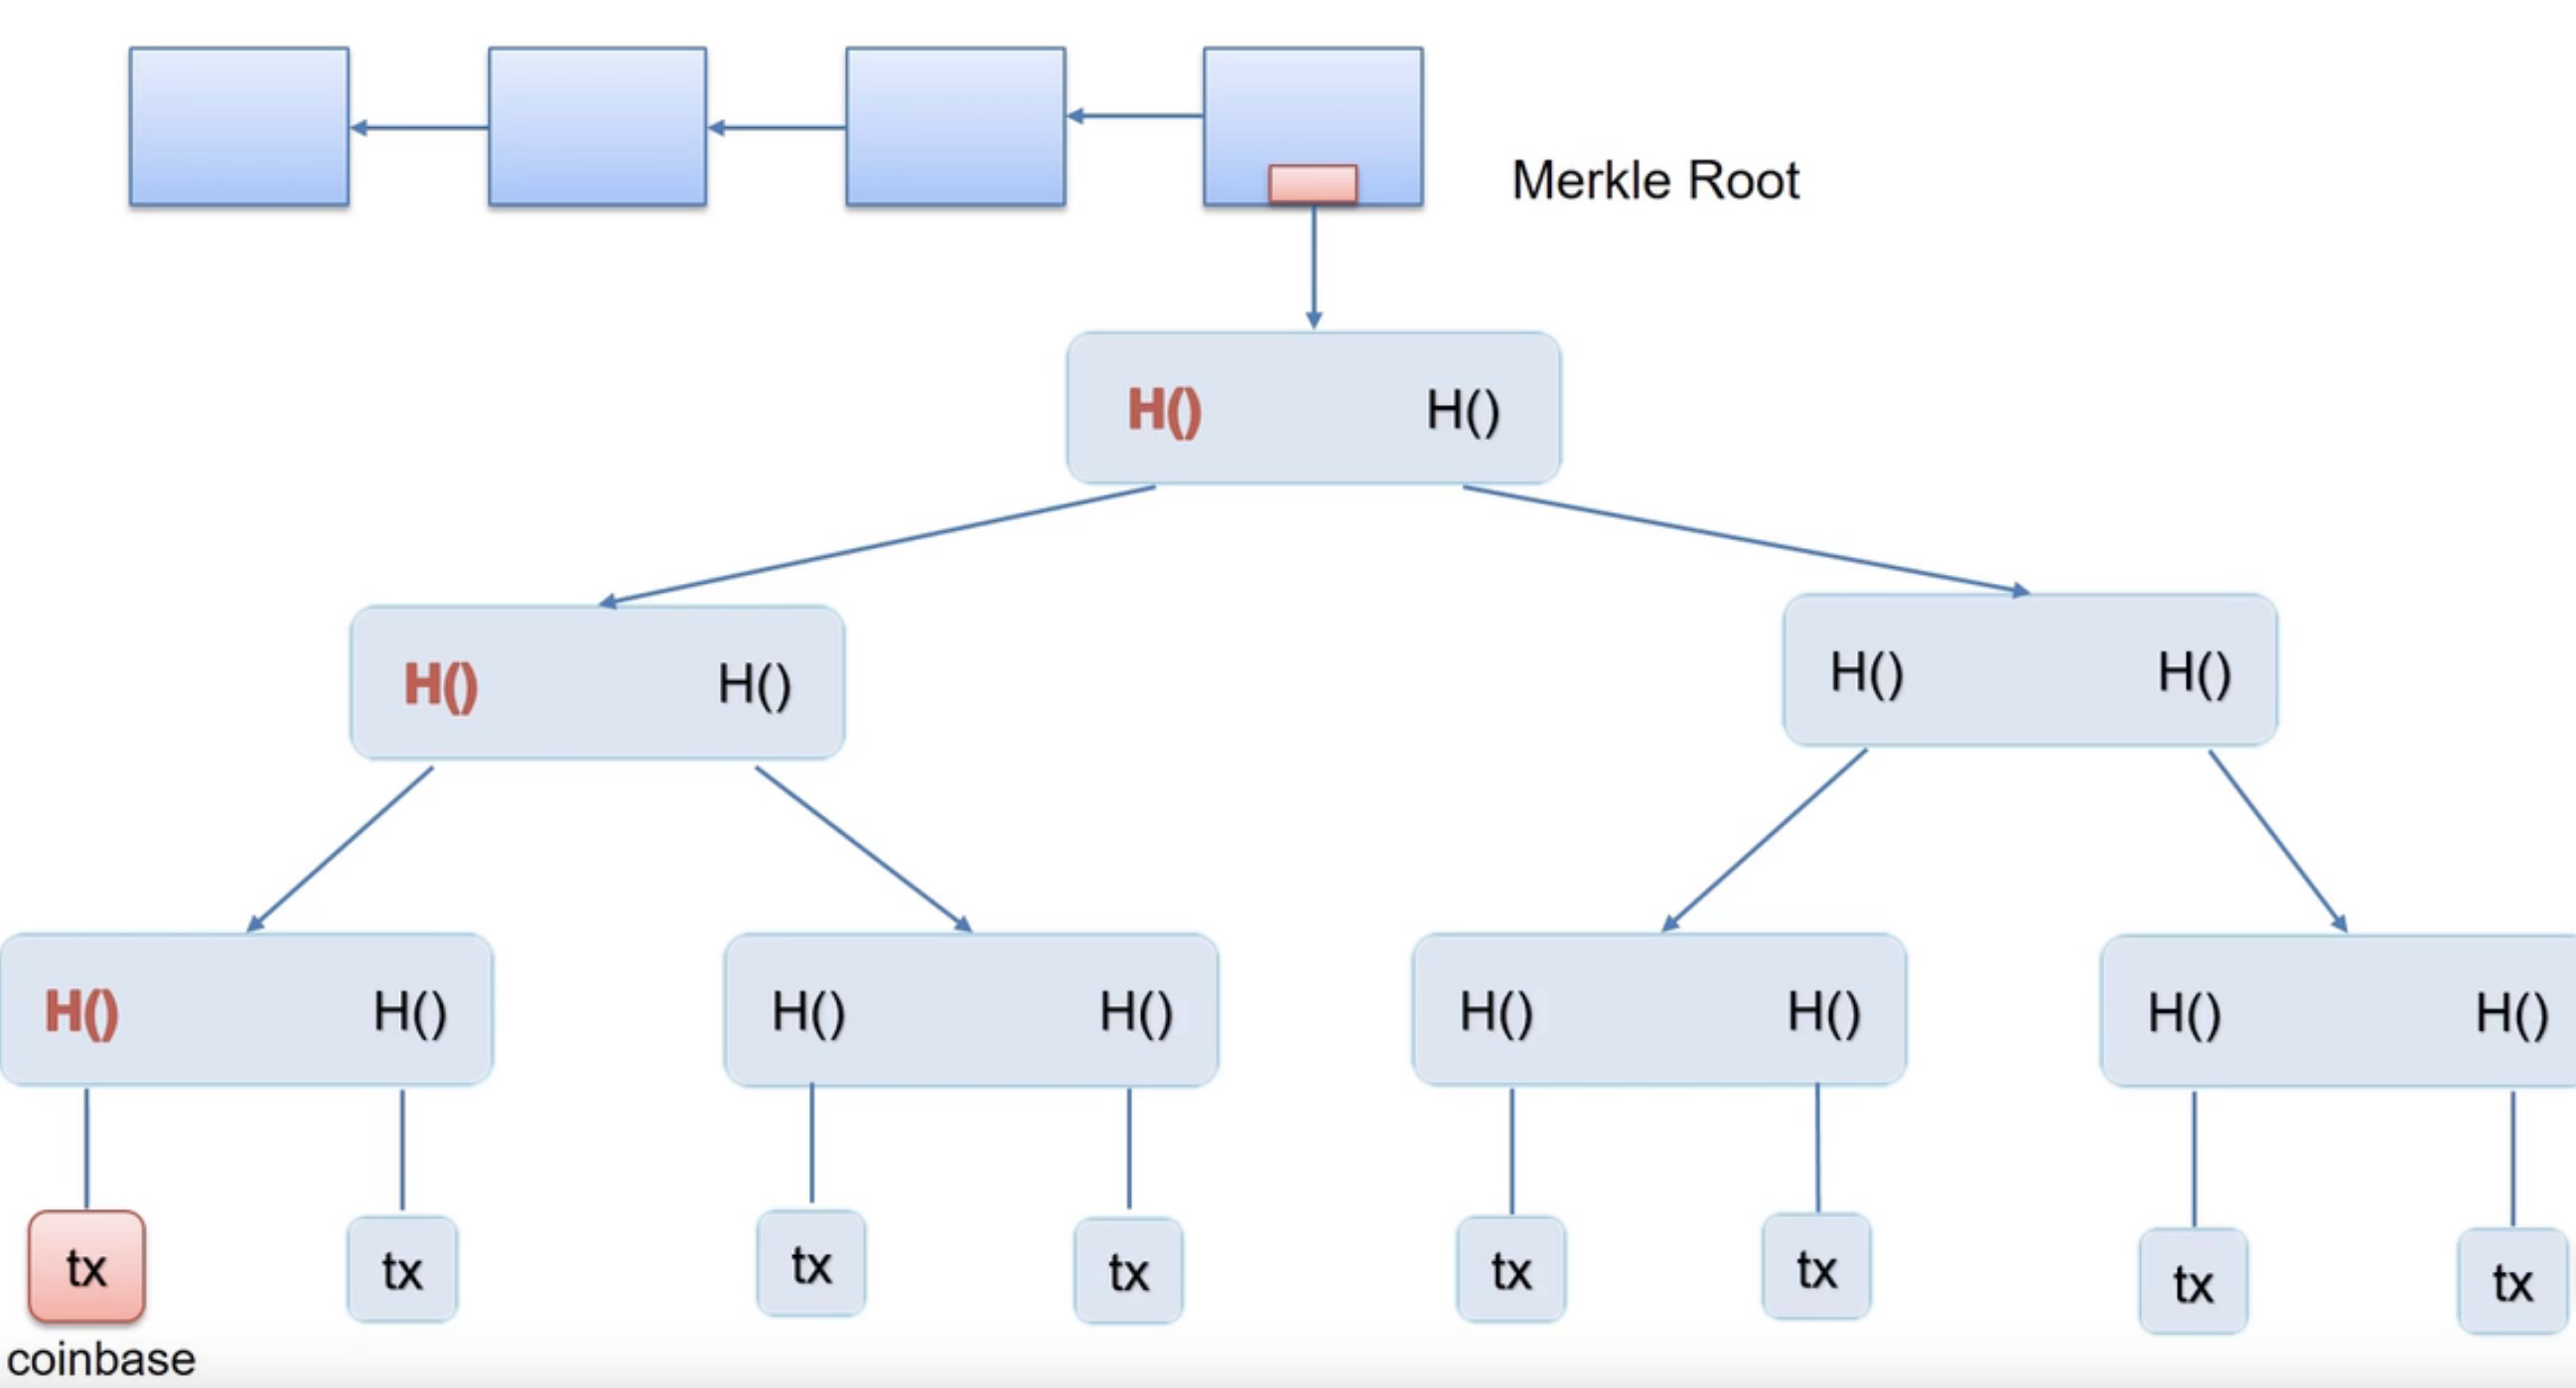 Merkle Root
H() H()
H() H() H() H()
H() H() H() H() H() H() H() H()
tx tx tx tx tx tx tx tx
coinbase